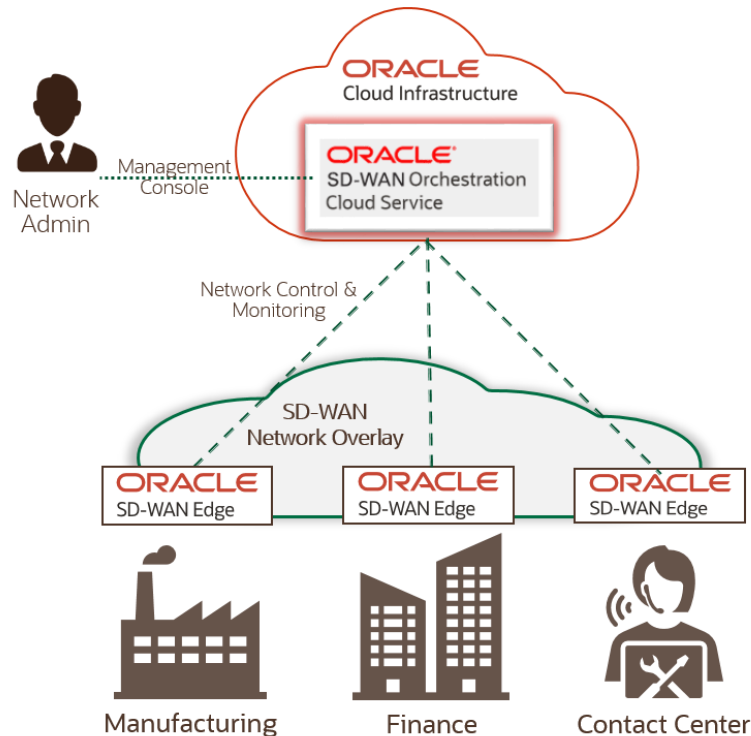 ORACLE
Cloud Infrastructure
ORACLE®
SD-WAN Orchestration
Cloud Service
Management
Console
Network
Admin
Network Control &
Monitoring
SD-WAN
Network Overlay
ORACLE
SD-WAN Edge
ORACLE
SD-WAN Edge
ORACLE
SD-WAN Edge
Manufacturing
Finance
Contact Center